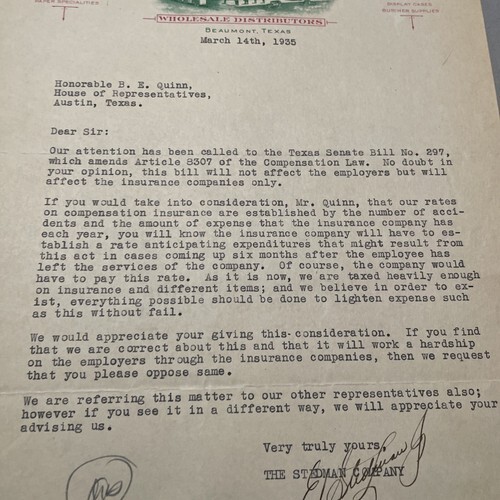 PAPER SPECIALTIES
WHOLESALE DISTRIBUTORS
DISPLAY CASES
BUTCHER SUPPLIES
BEAUMONT, TEXAS
March 14th, 1935
Honorable B. E. Quinn,
House of Representatives,
Austin, Texas.
Dear Sir:
Our attention has been called to the Texas Senate Bill No. 297,
which amends Article 8307 of the Compensation Law. No doubt in
your opinion, this bill will not affect the employers but will
affect the insurance companies only.
If you would take into consideration, Mr. Quinn, that our rates
on compensation insurance are established by the number of acci-
dents and the amount of expense that the insurance company has
each year, you will know the insurance company will have to es-
tablish a rate anticipating expenditures that might result from
this act in cases coming up six months after the employee has
left the services of the company. Of course, the company would
have to pay this rate. As it is now, we are taxed heavily enough
on insurance and different items; and we believe in order to ex-
ist, everything possible should be done to lighten expense such
as this without fail.
We would appreciate your giving this consideration. If you find
that we are correct about this and that it will work a hardship
on the employers through the insurance companies, then we request
that you please oppose same.
We are referring this matter to our other representatives also;
however if you see it in a different way, we will appreciate your
advising us.
Very truly yours,
THE STEDMAN COMPANY